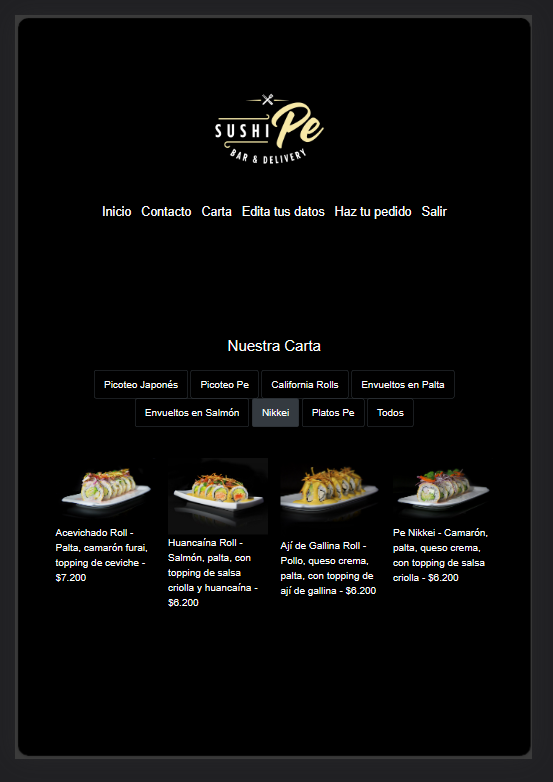 SUSHI Pe
BAR & DELIVERY
Inicio Contacto Carta Edita tus datos Haz tu pedido Salir
Nuestra Carta
Picoteo Japonés Picoteo Pe California Rolls Envueltos en Palta
Envueltos en Salmón Nikkei Platos Pe Todos
Acevichado Roll -
Palta, camarón furai,
topping de ceviche -
$7.200
Huancaína Roll -
Salmón, palta, con
topping de salsa
criolla y huancaína -
$6.200
Ají de Gallina Roll -
Pollo, queso crema,
palta, con topping de
ají de gallina - $6.200
Pe Nikkei - Camarón,
palta, queso crema,
con topping de salsa
criolla - $6.200